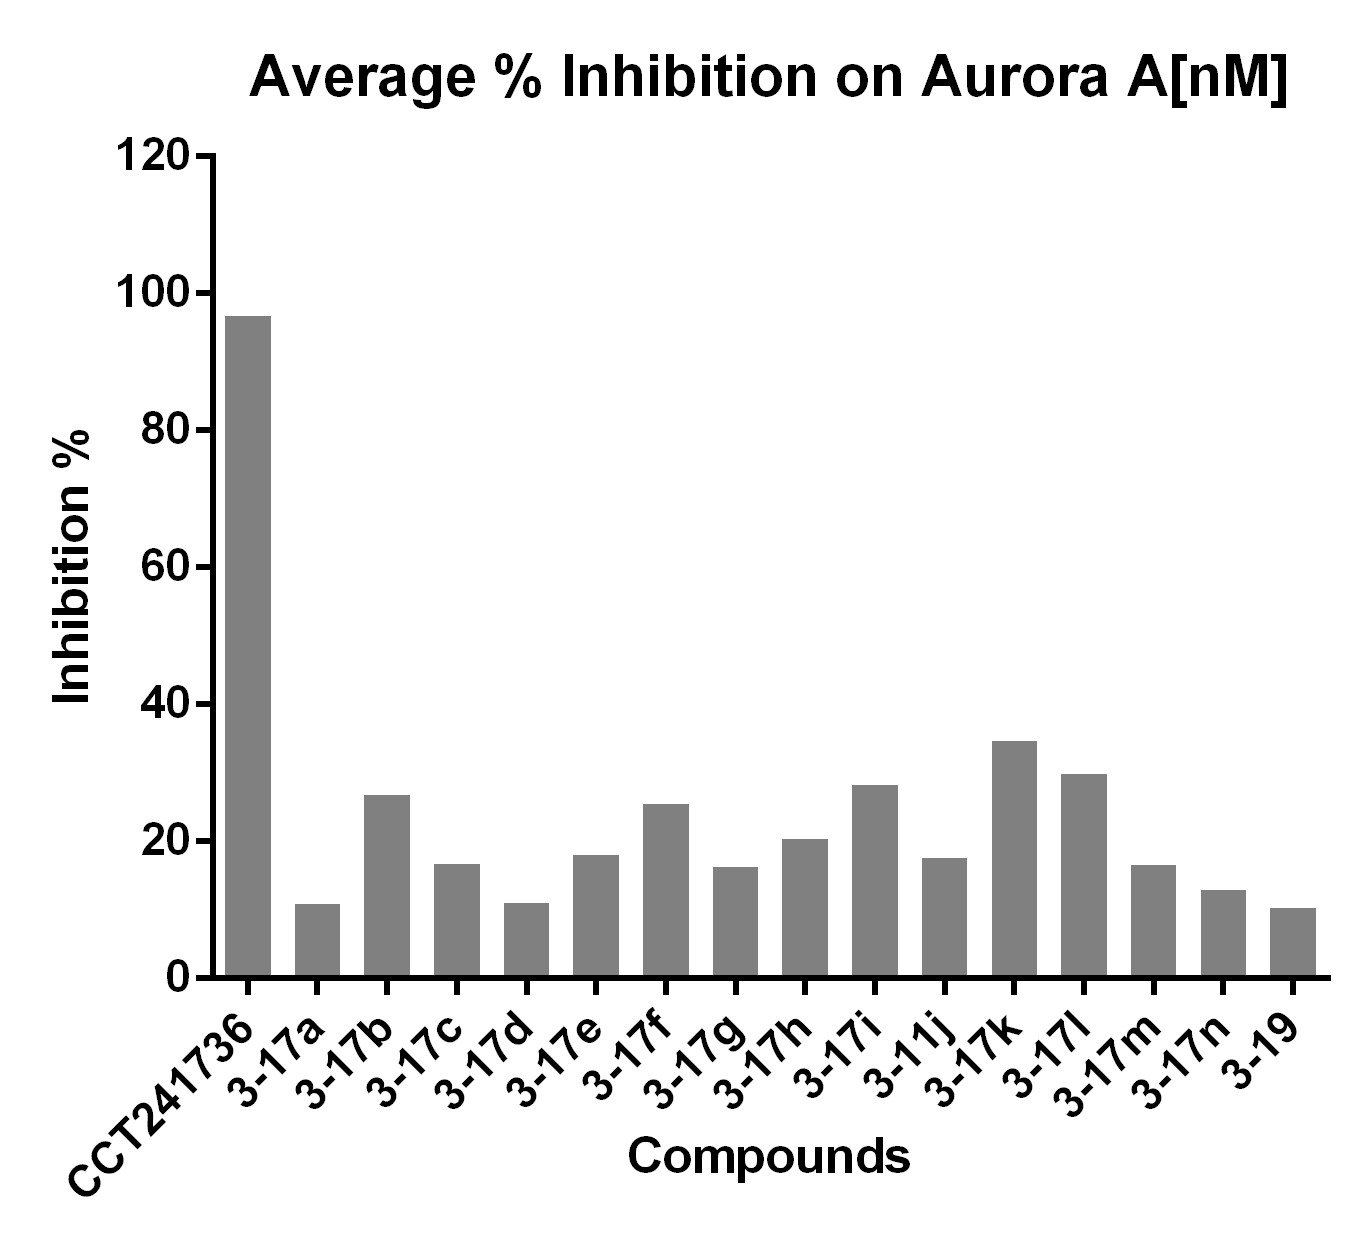 Average % Inhibition on Aurora A[nM]
120
100
80
60
40
20
0
Inhibition %
CCT241736
3-17a
3-17b
3-17c
3-17d
3-17e
3-17f
3-17g
3-17h
3-17i
3-11j
3-17k
3-17l
3-17m
3-17n
3-19
Compounds